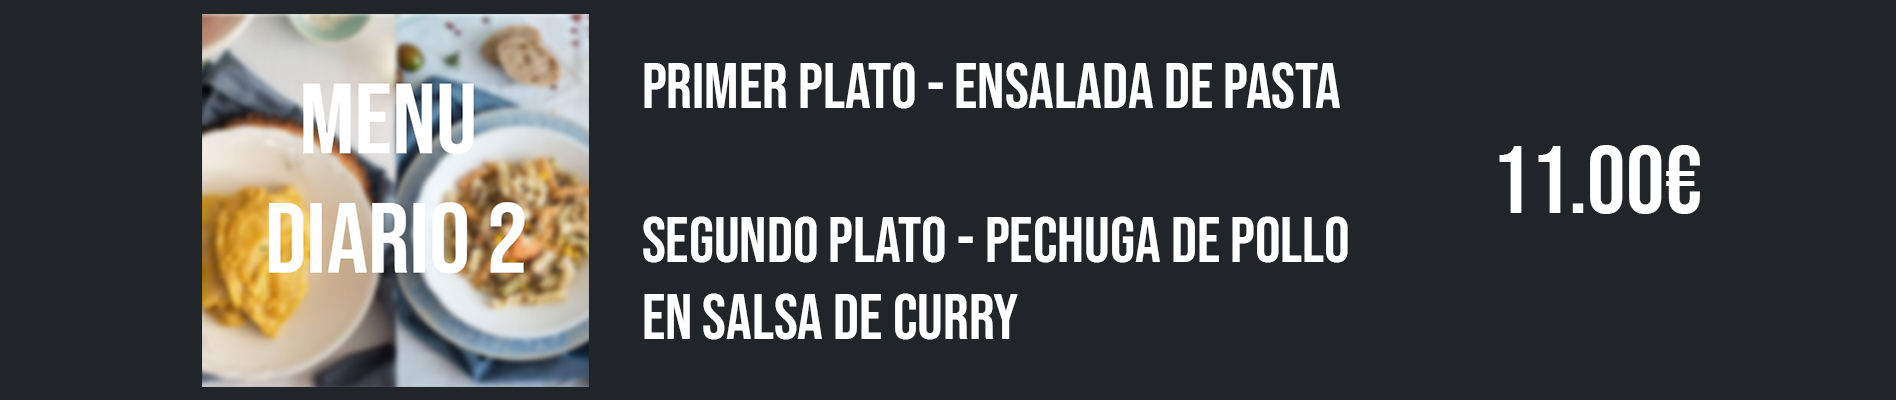 MENU
DIARIO 2
PRIMER PLATO - ENSALADA DE PASTA
SEGUNDO PLATO - PECHUGA DE POLLO
EN SALSA DE CURRY
11.00€